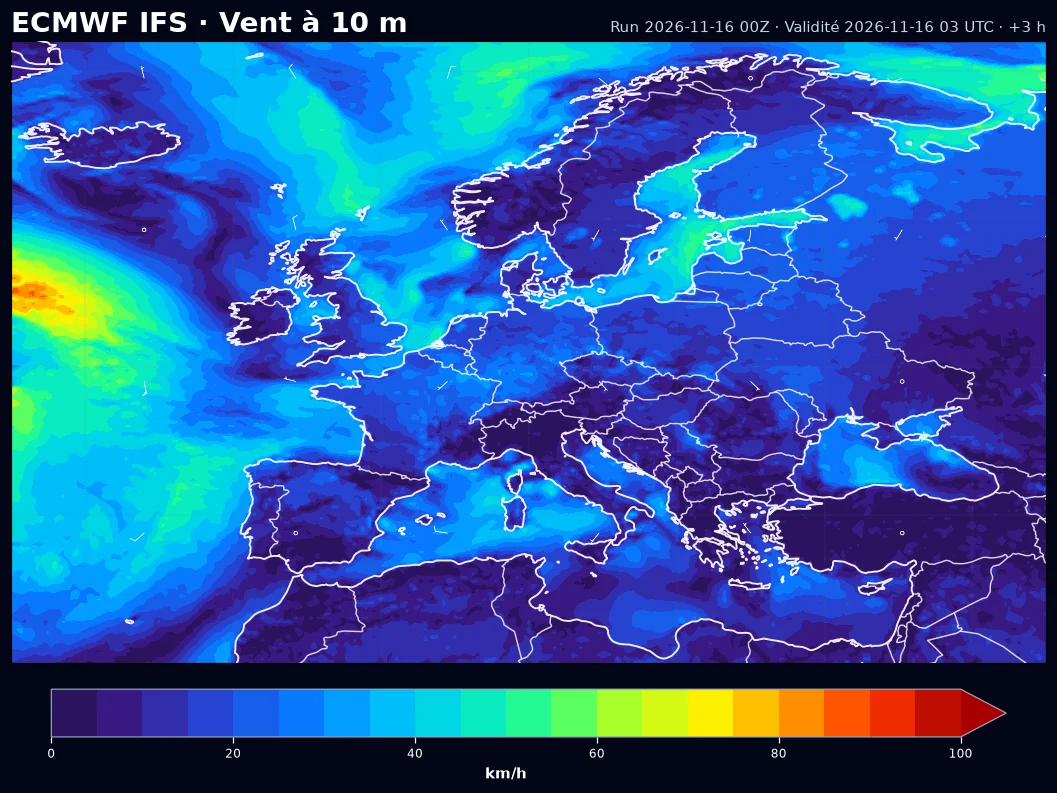 ECMWF IFS · Vent à 10 m
Run 2026-11-16 00Z · Validité 2026-11-16 03 UTC · +3 h
0 20 40 60 80 100
km/h